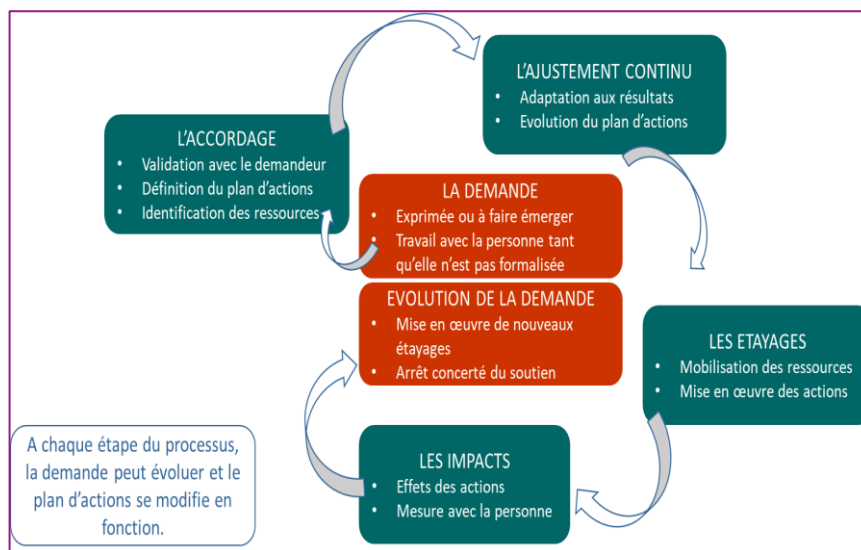 L'AJUSTEMENT CONTINU
• Adaptation aux résultats
• Evolution du plan d'actions
L'ACCORDAGE
• Validation avec le demandeur
• Définition du plan d'actions
• Identification des ressources
LA DEMANDE
• Exprimée ou à faire émerger
• Travail avec la personne tant
qu'elle n'est pas formalisée
EVOLUTION DE LA DEMANDE
• Mise en œuvre de nouveaux
étayages
• Arrêt concerté du soutien
LES ETAYAGES
• Mobilisation des ressources
• Mise en œuvre des actions
LES IMPACTS
• Effets des actions
• Mesure avec la personne
A chaque étape du processus,
la demande peut évoluer et le
plan d'actions se modifie en
fonction.